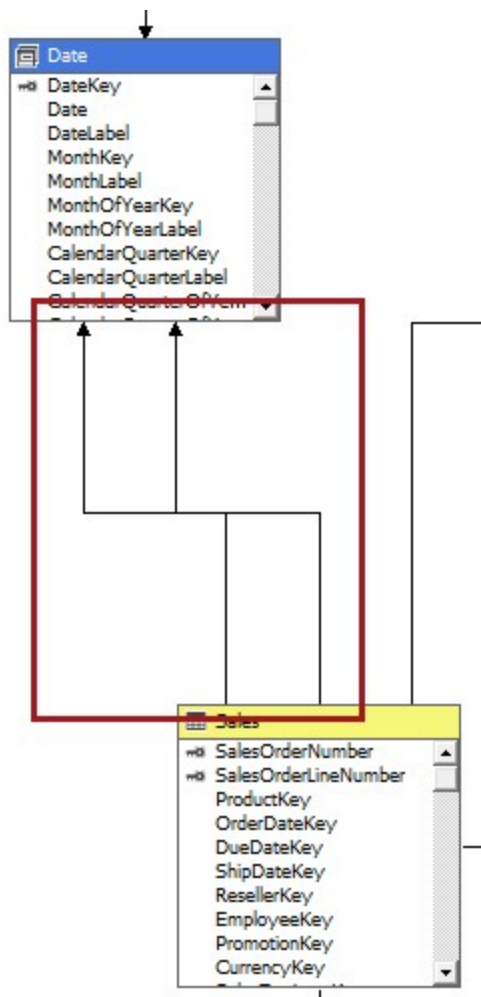 Date
DateKey
Date
DateLabel
MonthKey
MonthLabel
MonthOfYearKey
MonthOfYearLabel
CalendarQuarterKey
CalendarQuarterLabel
CalendarQuarterOfYe...
Sales
SalesOrderNumber
SalesOrderLineNumber
ProductKey
OrderDateKey
DueDateKey
ShipDateKey
ResellerKey
EmployeeKey
PromotionKey
CurrencyKey